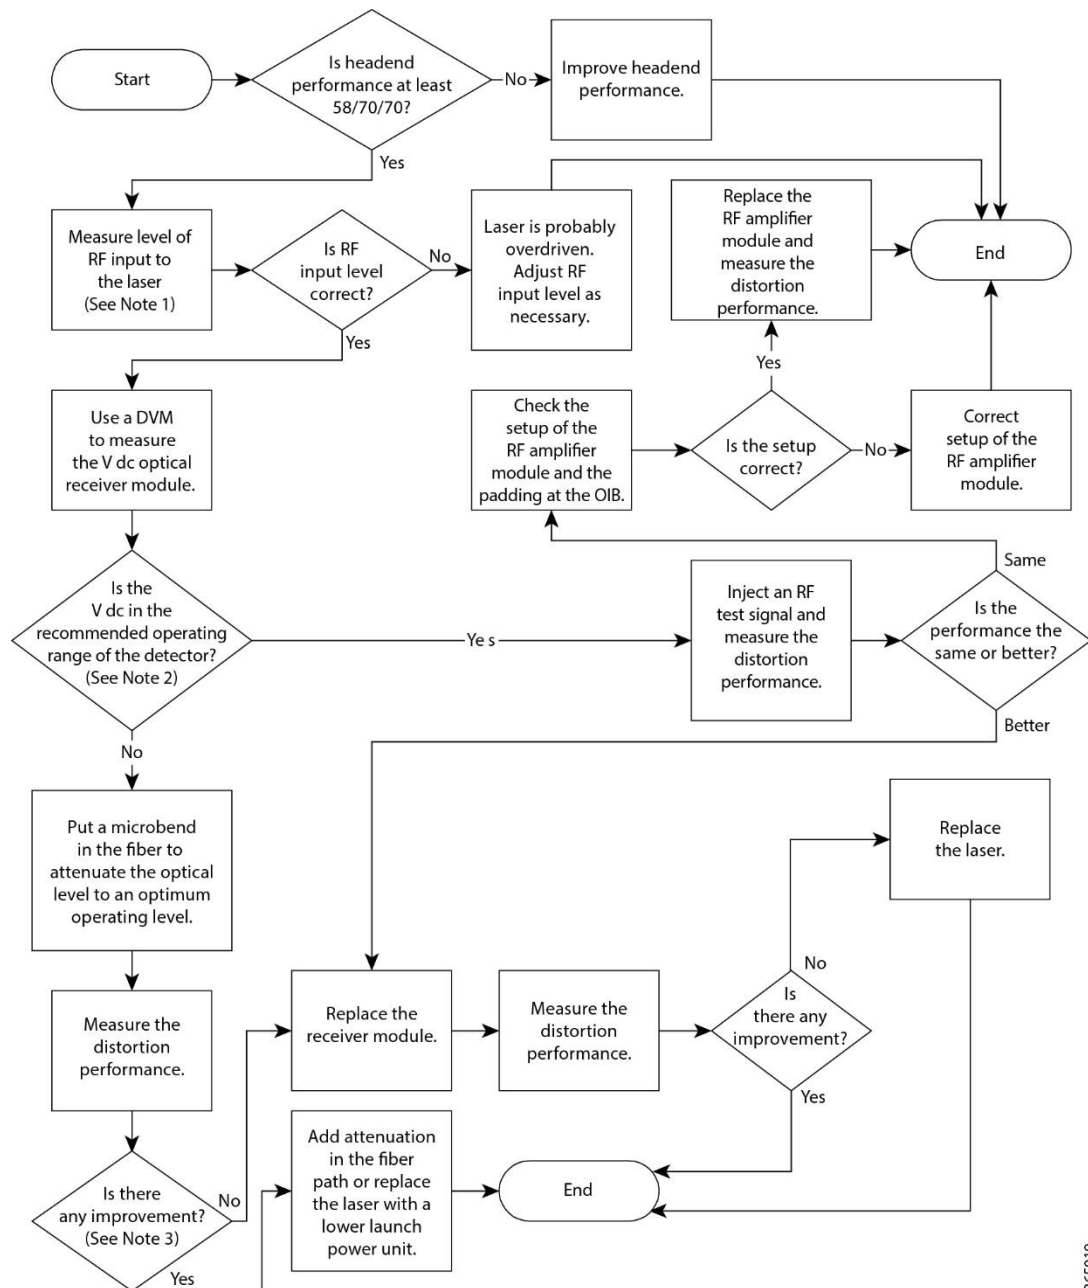 Start
Is headend
performance at least
58/70/70?
No
Improve headend
performance.
Yes
Measure level of
RF input to
the laser
(See Note 1)
Is RF
input level
correct?
No
Laser is probably
overdriven.
Adjust RF
input level as
necessary.
Replace the
RF amplifier
module and
measure the
distortion
performance.
End
Yes
Yes
Use a DVM
to measure
the V dc optical
receiver module.
Check the
setup of the
RF amplifier
module and the
padding at the OIB.
Is the setup
correct?
No
Correct
setup of the
RF amplifier
module.
Same
Is the
V dc in the
recommended operating
range of the detector?
(See Note 2)
Ye s
Inject an RF
test signal and
measure the
distortion
performance.
Is the
performance the
same or better?
Better
No
Put a microbend
in the fiber to
attenuate the optical
level to an optimum
operating level.
Replace
the laser.
No
Measure the
distortion
performance.
Replace the
receiver module.
Measure the
distortion
performance.
Is
there any
improvement?
Yes
Is there
any improvement?
(See Note 3)
No
Add attenuation
in the fiber
path or replace
the laser with a
lower launch
power unit.
End
Yes